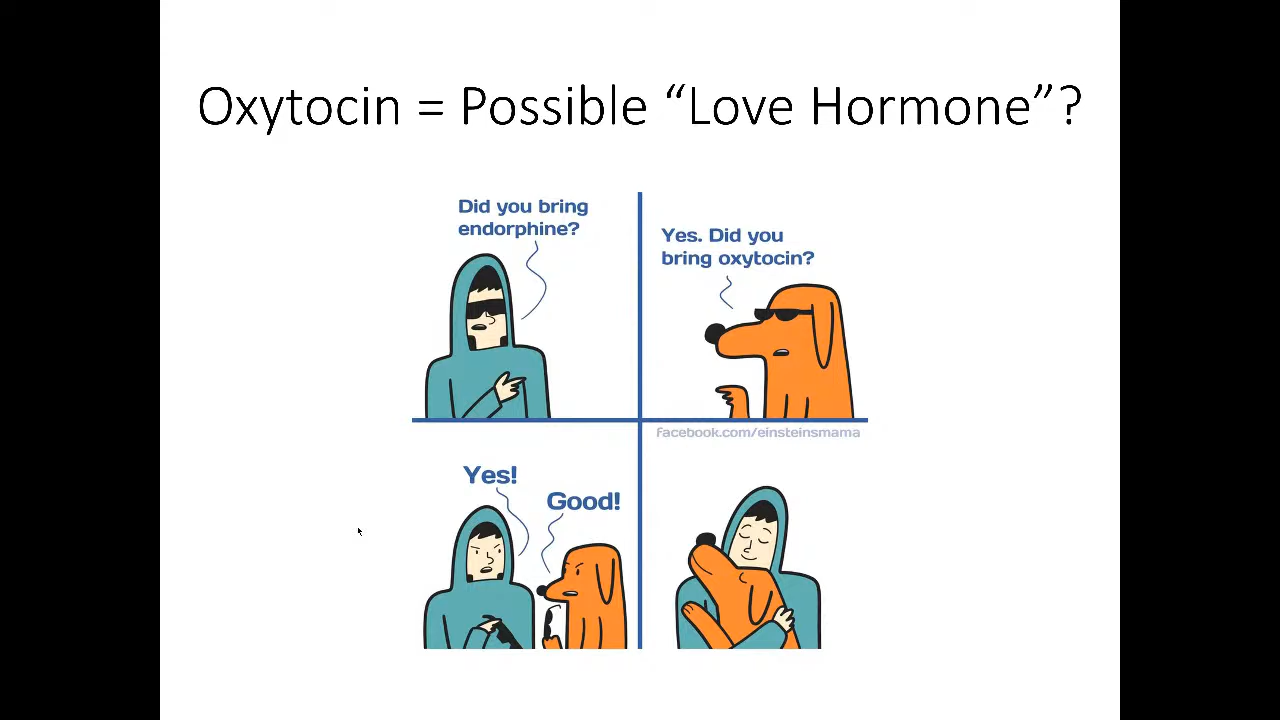 Oxytocin = Possible “Love Hormone”?
Did you bring
endorphine?
Yes. Did you
bring oxytocin?
facebook.com/einsteinsmama
Yes!
Good!